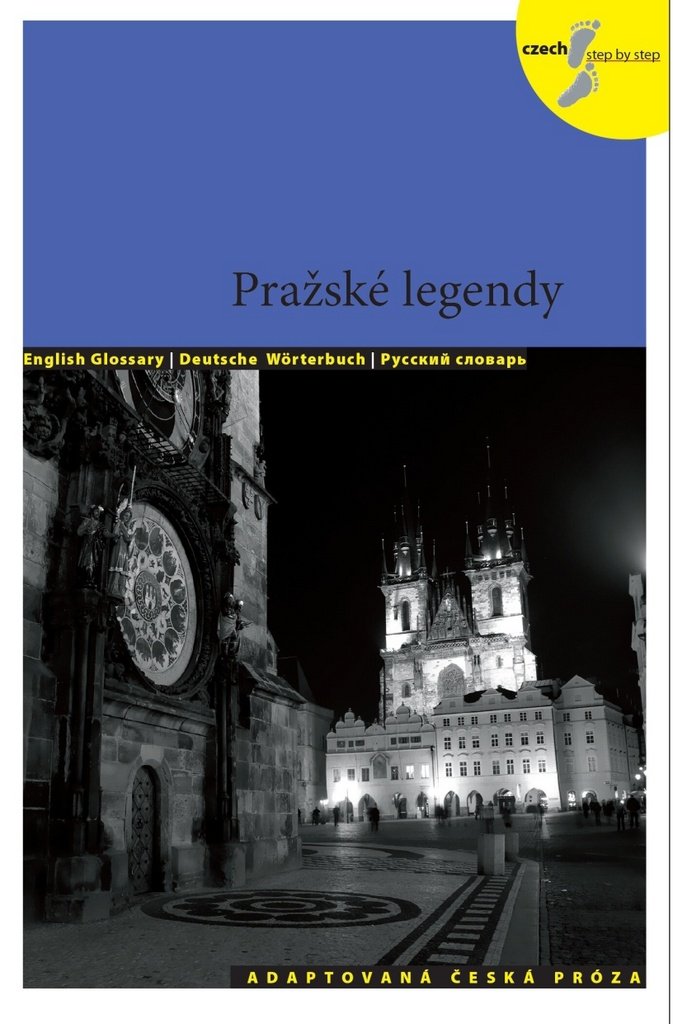 czech step by step
Pražské legendy
English Glossary | Deutsche Wörterbuch | Русский словарь
ADAPTOVANÁ ČESKÁ PRÓZA